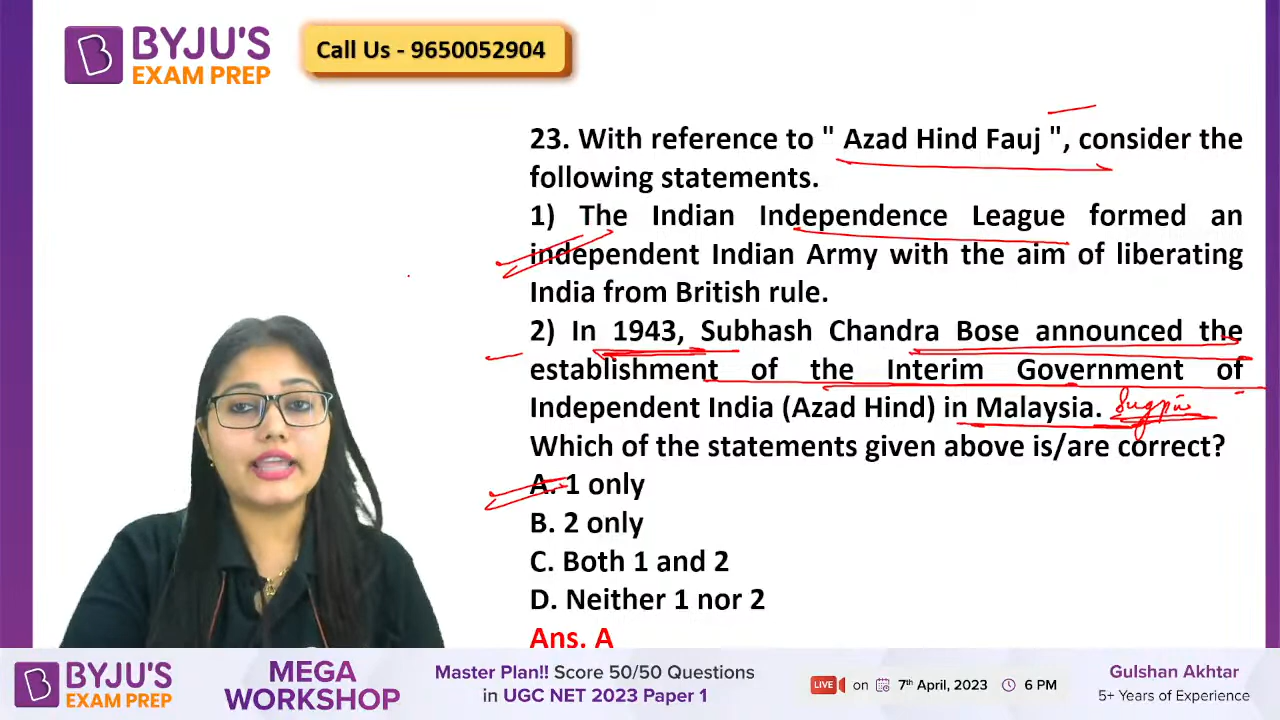 BYJU'S
EXAM PREP
Call Us - 9650052904
23. With reference to " Azad Hind Fauj ", consider the
following statements.
1) The Indian Independence League formed an
independent Indian Army with the aim of liberating
India from British rule.
2) In 1943, Subhash Chandra Bose announced the
establishment of the Interim Government of
Independent India (Azad Hind) in Malaysia.
Which of the statements given above is/are correct?
A. 1 only
B. 2 only
C. Both 1 and 2
D. Neither 1 nor 2
Ans. A
BYJU'S
EXAM PREP
MEGA
WORKSHOP
Master Plan!! Score 50/50 Questions
in UGC NET 2023 Paper 1
LIVE on 7th April, 2023 6 PM
Gulshan Akhtar
5+ Years of Experience